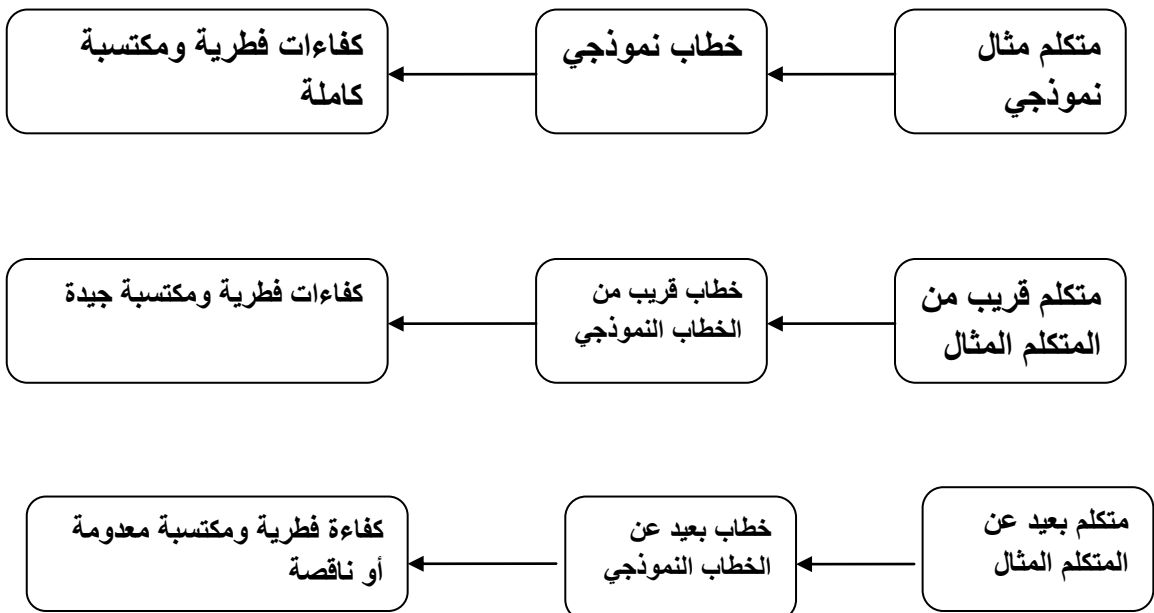 متكلم مثال
نموذجي
خطاب نموذجي
كفاءات فطرية ومكتسبة
كاملة
متكلم قريب من
المتكلم المثال
خطاب قريب من
الخطاب النموذجي
كفاءات فطرية ومكتسبة جيدة
متكلم بعيد عن
المتكلم المثال
خطاب بعيد عن
الخطاب النموذجي
كفاءة فطرية ومكتسبة معدومة
أو ناقصة